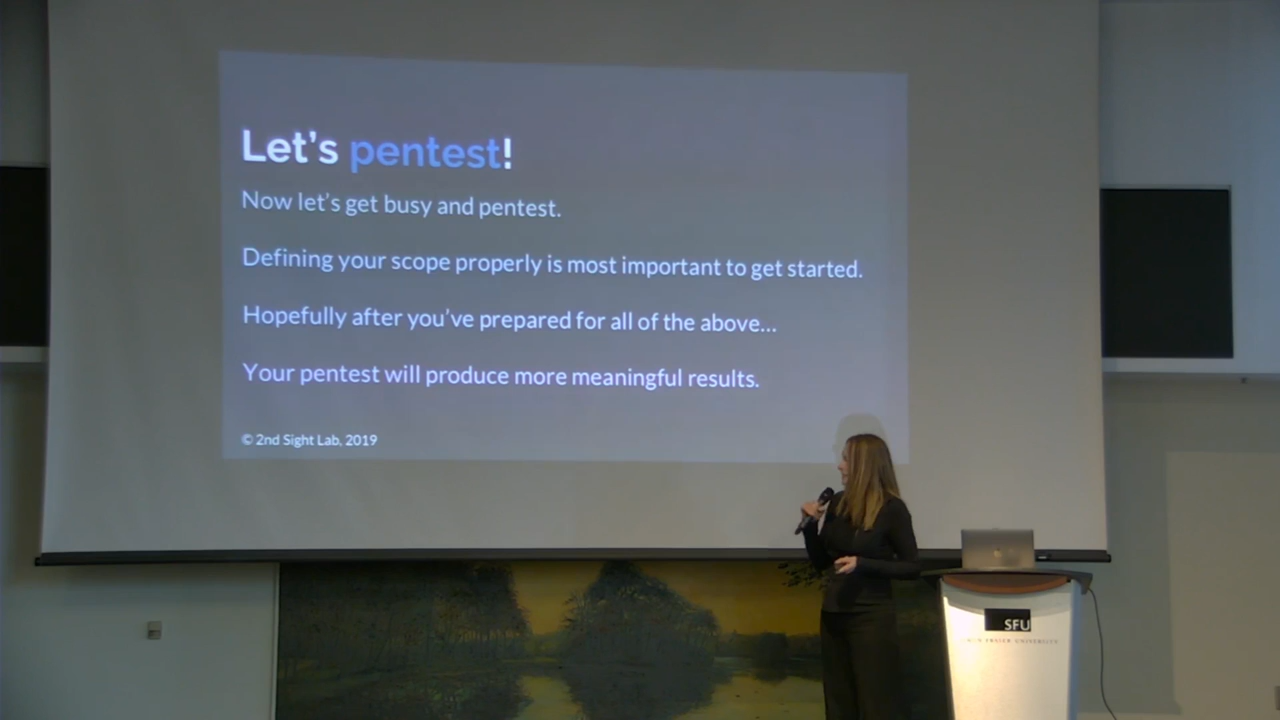 Let’s pentest!
Now let’s get busy and pentest.
Defining your scope properly is most important to get started.
Hopefully after you’ve prepared for all of the above...
Your pentest will produce more meaningful results.
© 2nd Sight Lab, 2019
SFU
FRASER UNIVERSITY